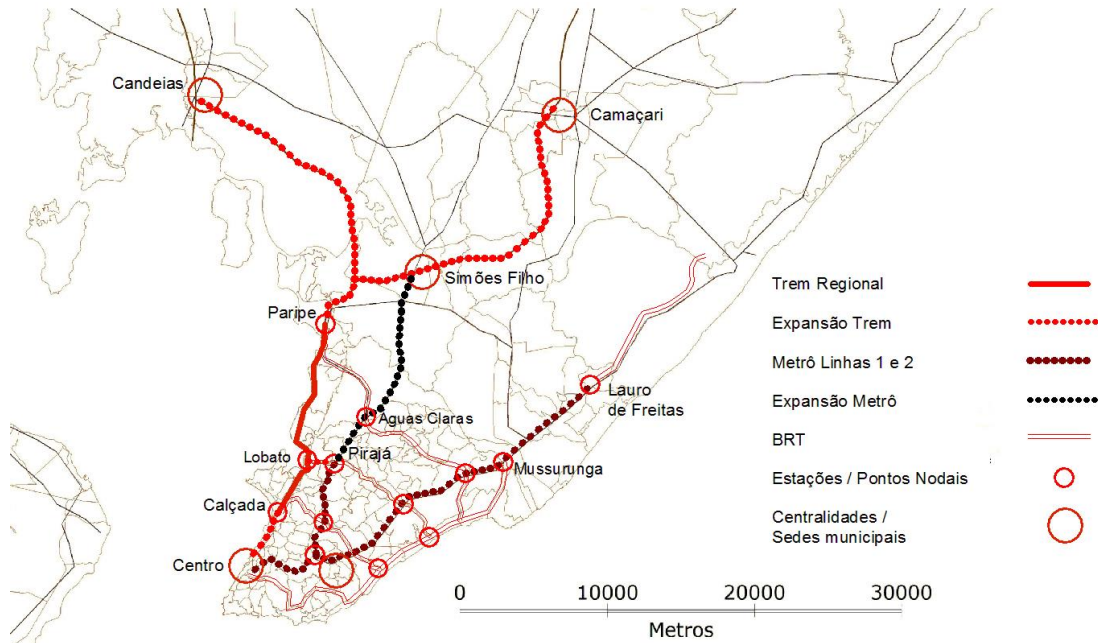 Candeias
Camaçari
Simões Filho
Paripe
Aguas Claras
Lauro
de Freitas
Lobato
Pirajá
Mussurunga
Calçada
Centro
Trem Regional
Expansão Trem
Metrô Linhas 1 e 2
Expansão Metrô
BRT
Estações / Pontos Nodais
Centralidades /
Sedes municipais
0 10000 20000 30000
Metros